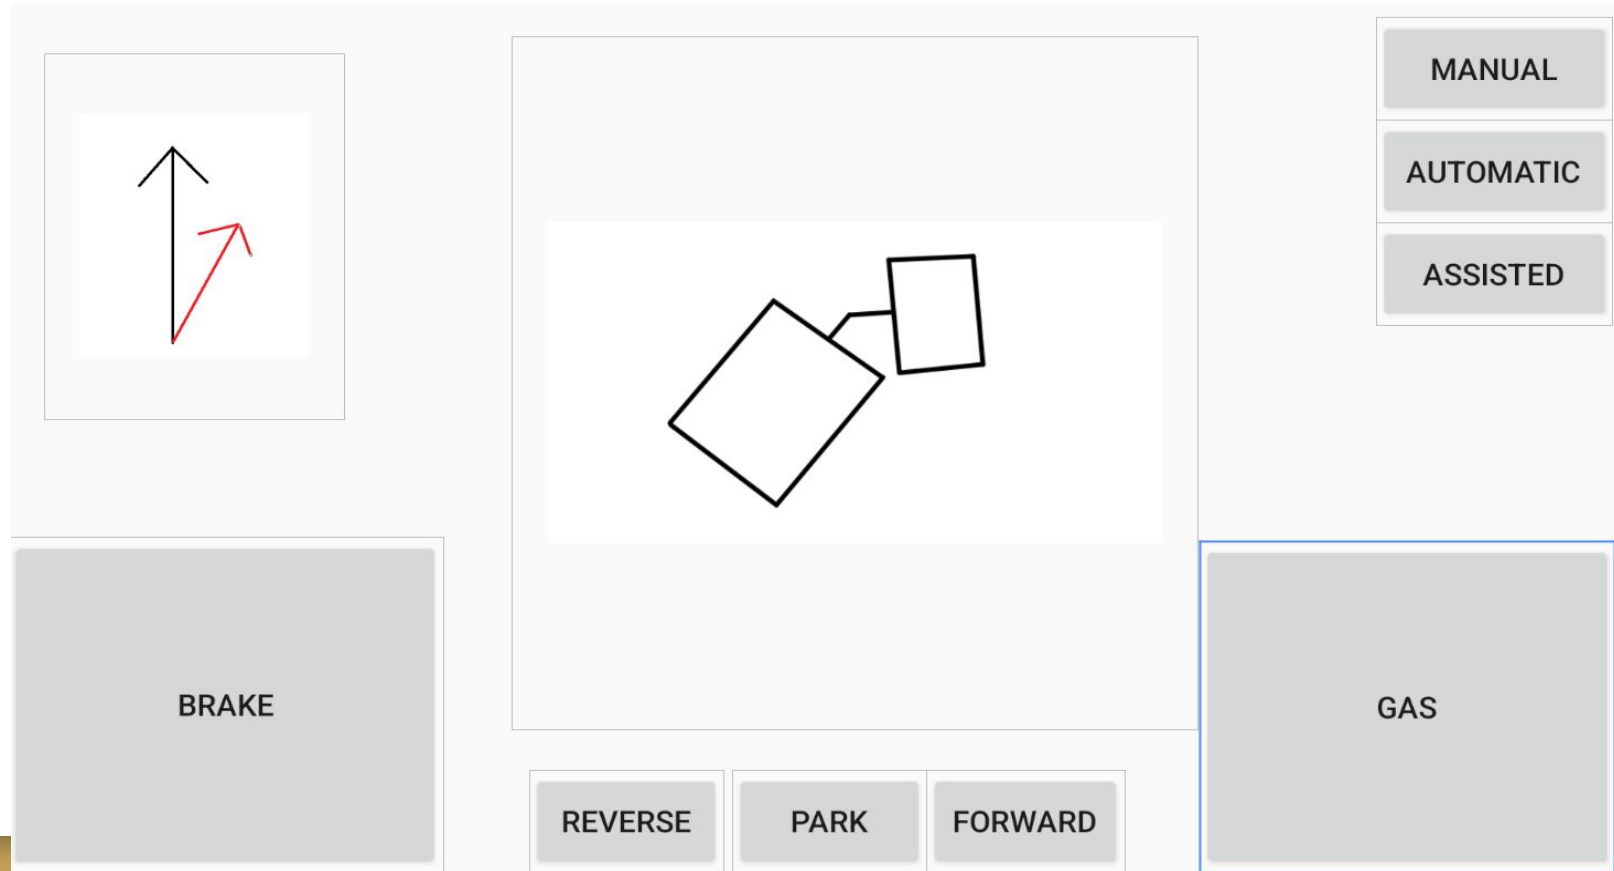 MANUAL
AUTOMATIC
ASSISTED
BRAKE
GAS
REVERSE
PARK
FORWARD